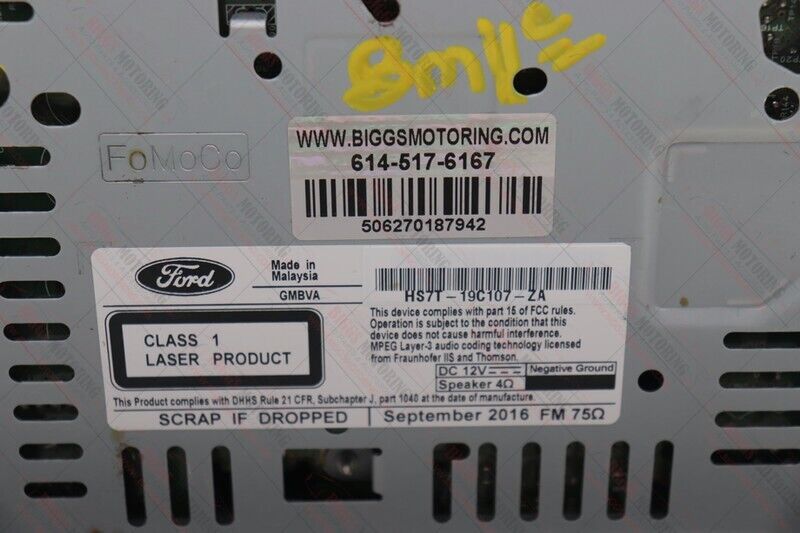 WWW.BIGGSMOTORING.COM
614-517-6167
506270187942
FoMoCo
Ford
Made in
Malaysia
GMBVA
HS7T-19C107-ZA
This device complies with part 15 of FCC rules.
Operation is subject to the condition that this
device does not cause harmful interference.
MPEG Layer-3 audio coding technology licensed
from Fraunhofer IIS and Thomson.
CLASS 1
LASER PRODUCT
DC 12V
Negative Ground
Speaker 4Ω
This Product complies with DHHS Rule 21 CFR, Subchapter J, part 1040 at the date of manufacture.
SCRAP IF DROPPED
September 2016 FM 75Ω